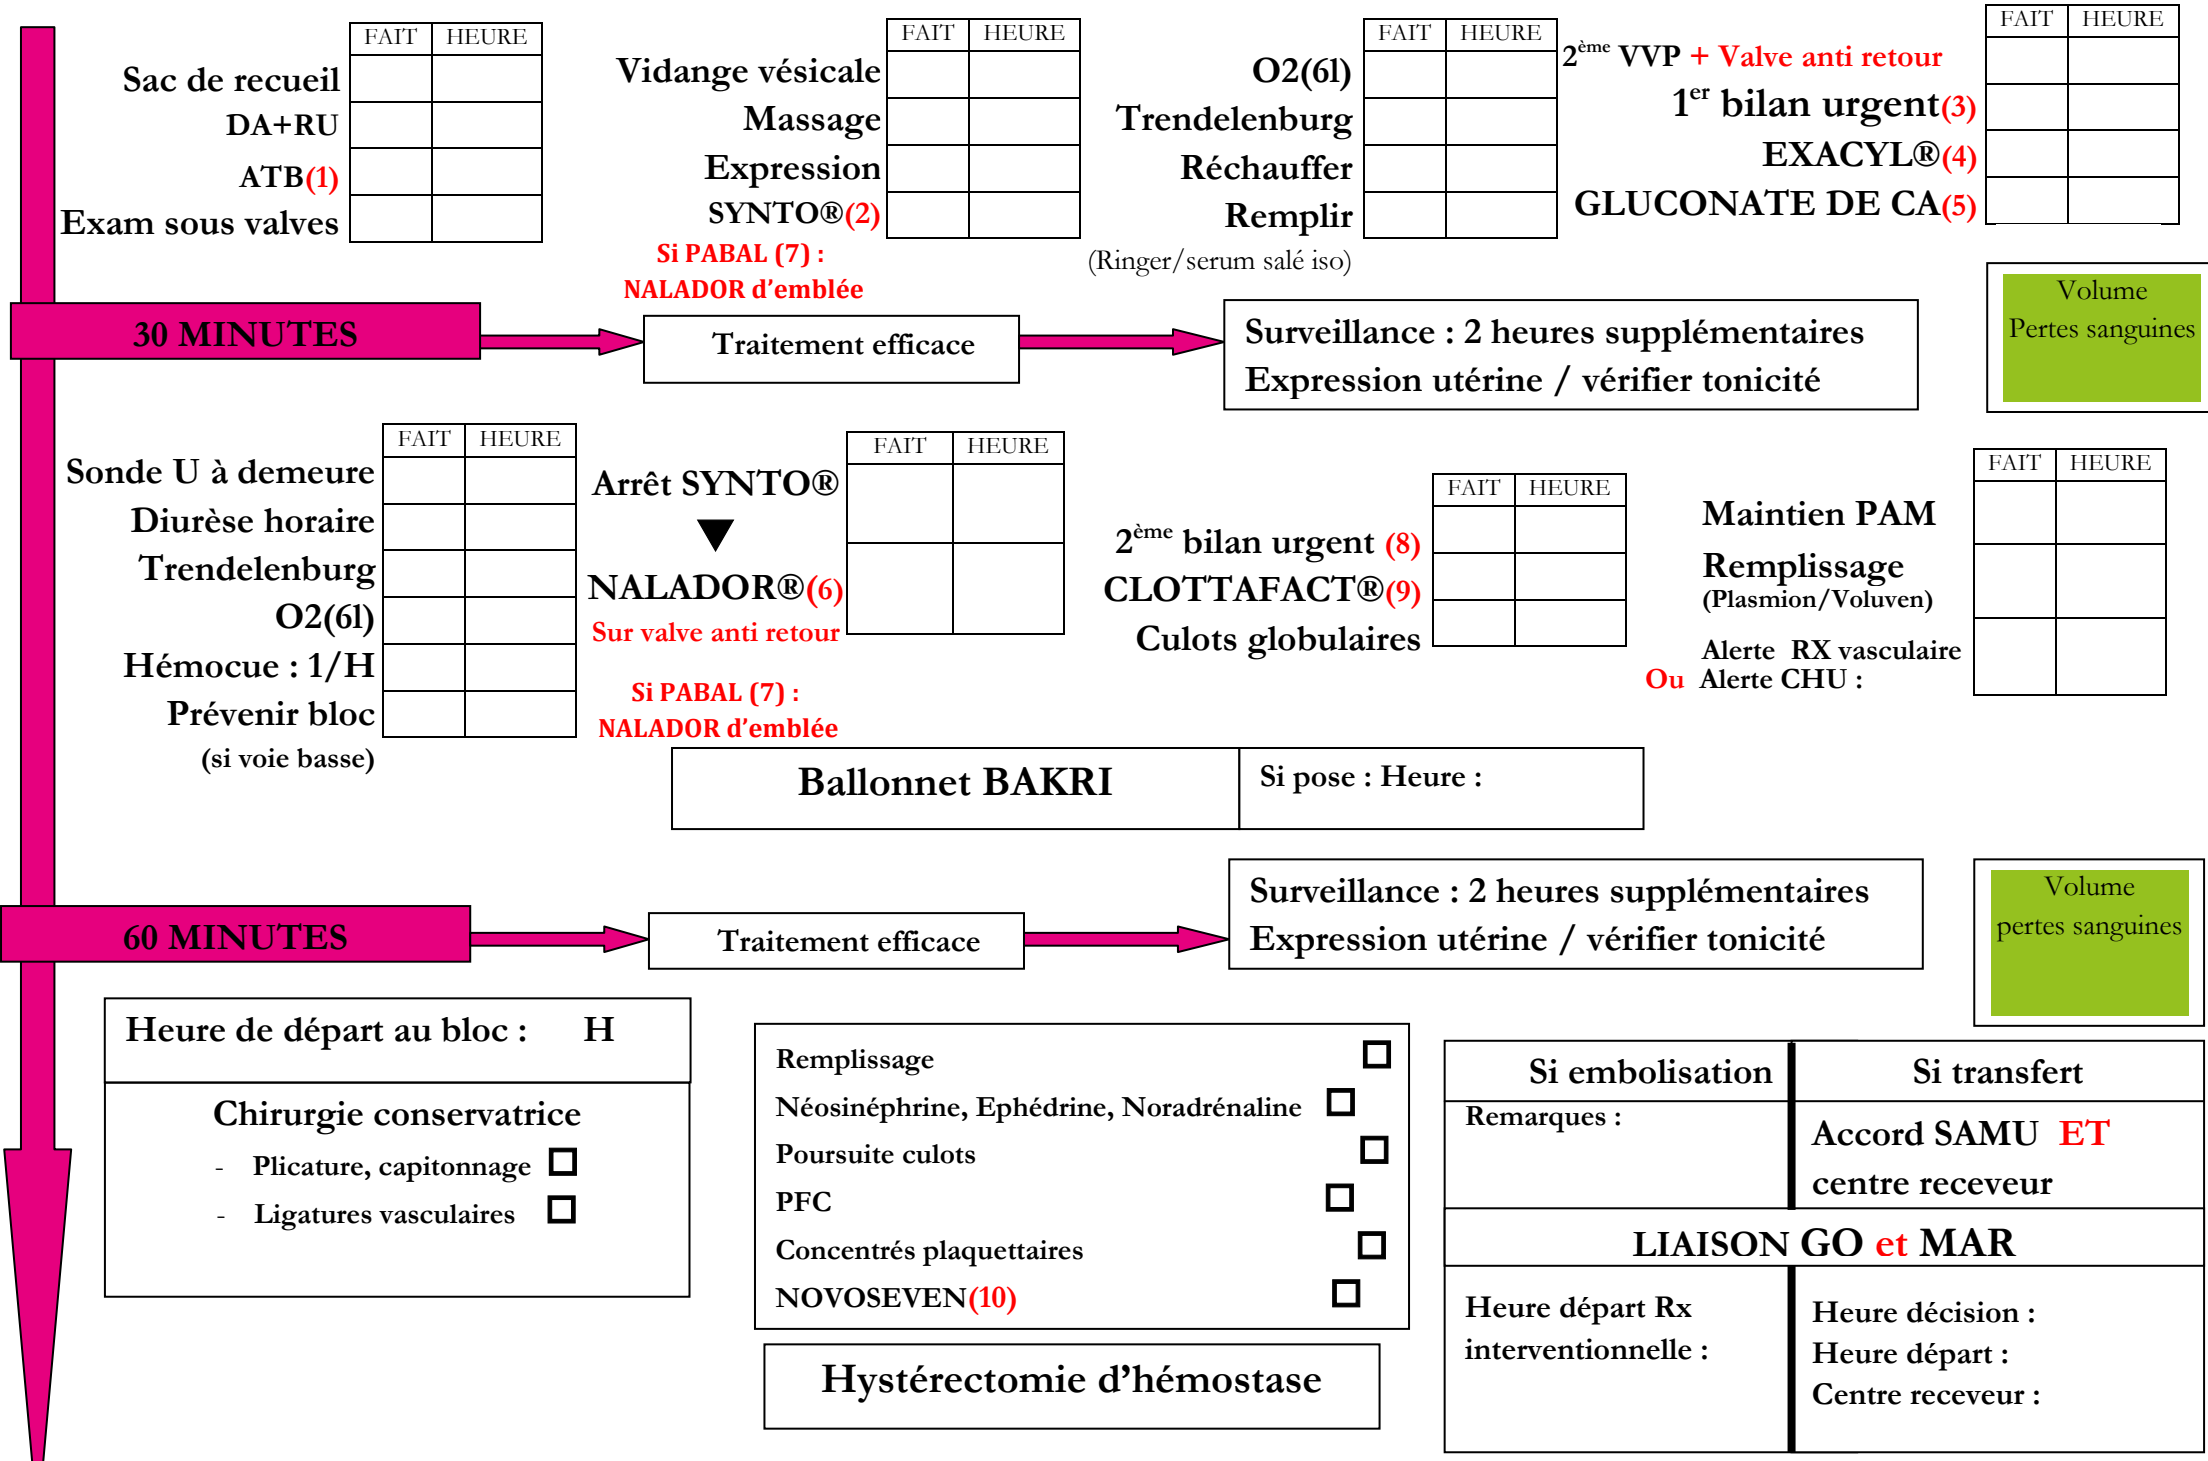 FAIT HEURE
Sac de recueil
DA+RU
ATB(1)
Exam sous valves
FAIT HEURE
Vidange vésicale
Massage
Expression
SYNTO®(2)
Si PABAL (7) :
NALADOR d'emblée
FAIT HEURE
O2(6l)
Trendelenburg
Réchauffer
Remplir
(Ringer/serum salé iso)
FAIT HEURE
2ème VVP + Valve anti retour
1er bilan urgent(3)
EXACYL®(4)
GLUCONATE DE CA(5)
30 MINUTES
Traitement efficace
Surveillance : 2 heures supplémentaires
Expression utérine / vérifier tonicité
Volume
Pertes sanguines
FAIT HEURE
Sonde U à demeure
Diurèse horaire
Trendelenburg
O2(6l)
Hémocue : 1/H
Prévenir bloc
(si voie basse)
FAIT HEURE
Arrêt SYNTO®
NALADOR®(6)
Sur valve anti retour
Si PABAL (7) :
NALADOR d'emblée
FAIT HEURE
2ème bilan urgent (8)
CLOTTAFACT®(9)
Culots globulaires
FAIT HEURE
Maintien PAM
Remplissage
(Plasmion/Voluven)
Alerte RX vasculaire
Ou Alerte CHU :
Ballonnet BAKRI
Si pose : Heure :
60 MINUTES
Traitement efficace
Surveillance : 2 heures supplémentaires
Expression utérine / vérifier tonicité
Volume
pertes sanguines
Heure de départ au bloc : H
Chirurgie conservatrice
- Plicature, capitonnage
- Ligatures vasculaires
Remplissage
Néosinéphrine, Ephédrine, Noradrénaline
Poursuite culots
PFC
Concentrés plaquettaires
NOVOSEVEN(10)
Hystérectomie d'hémostase
Si embolisation
Si transfert
Remarques :
Accord SAMU ET
centre receveur
LIAISON GO et MAR
Heure départ Rx
interventionnelle :
Heure décision :
Heure départ :
Centre receveur :